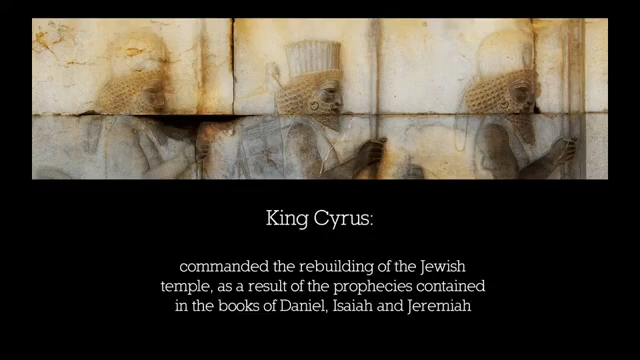 King Cyrus:
commanded the rebuilding of the Jewish
temple, as a result of the prophecies contained
in the books of Daniel, Isaiah and Jeremiah